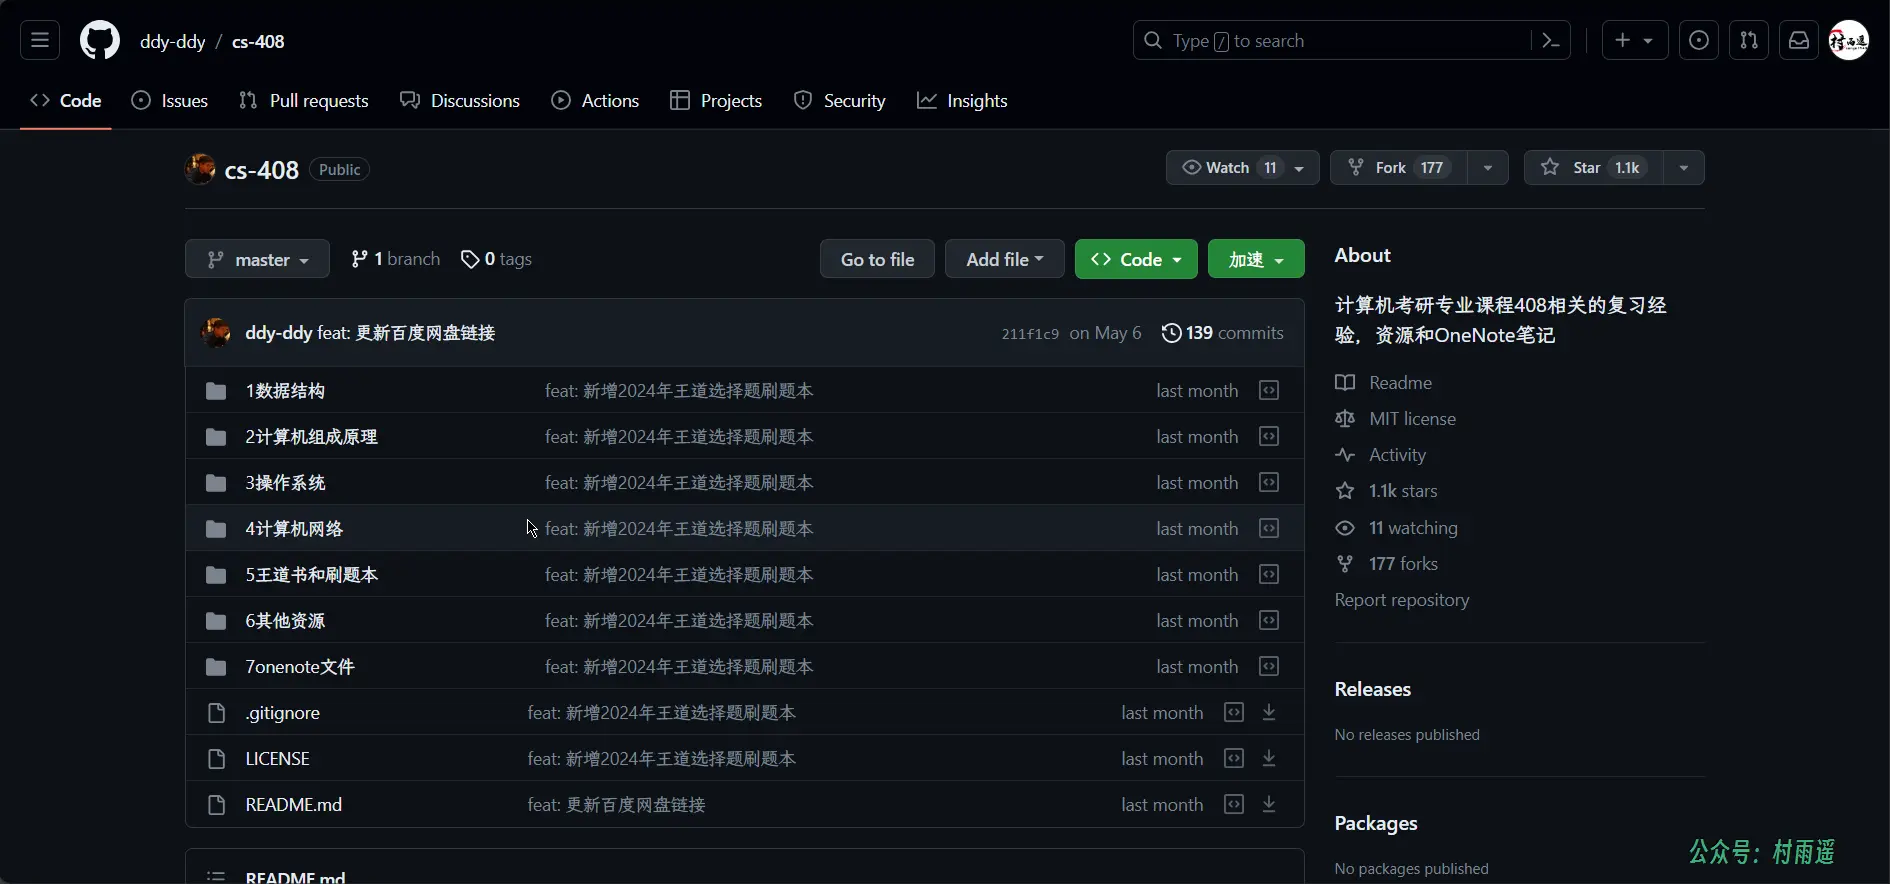 ddy-ddy / cs-408
Type / to search
村雨遥
Code Issues Pull requests Discussions Actions Projects Security Insights
cs-408 Public
Watch 11 Fork 177 Star 1.1k
master 1 branch 0 tags Go to file Add file Code 加速
ddy-ddy feat: 更新百度网盘链接 211f1c9 on May 6 139 commits
1数据结构 feat: 新增2024年王道选择题刷题本 last month
2计算机组成原理 feat: 新增2024年王道选择题刷题本 last month
3操作系统 feat: 新增2024年王道选择题刷题本 last month
4计算机网络 feat: 新增2024年王道选择题刷题本 last month
5王道书和刷题本 feat: 新增2024年王道选择题刷题本 last month
6其他资源 feat: 新增2024年王道选择题刷题本 last month
7onenote文件 feat: 新增2024年王道选择题刷题本 last month
.gitignore feat: 新增2024年王道选择题刷题本 last month
LICENSE feat: 新增2024年王道选择题刷题本 last month
README.md feat: 更新百度网盘链接 last month
README.md
About
计算机考研专业课程408相关的复习经
验，资源和OneNote笔记
Readme
MIT license
Activity
1.1k stars
11 watching
177 forks
Report repository
Releases
No releases published
Packages
No packages published
公众号：村雨遥